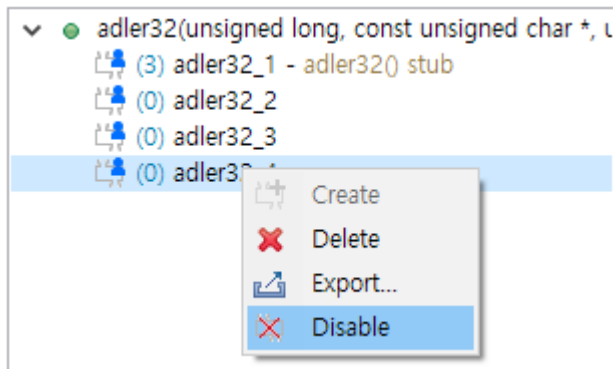 adler32(unsigned long, const unsigned char *, u
(3) adler32_1 - adler32() stub
(0) adler32_2
(0) adler32_3
(0)
Create
Delete
Export...
Disable